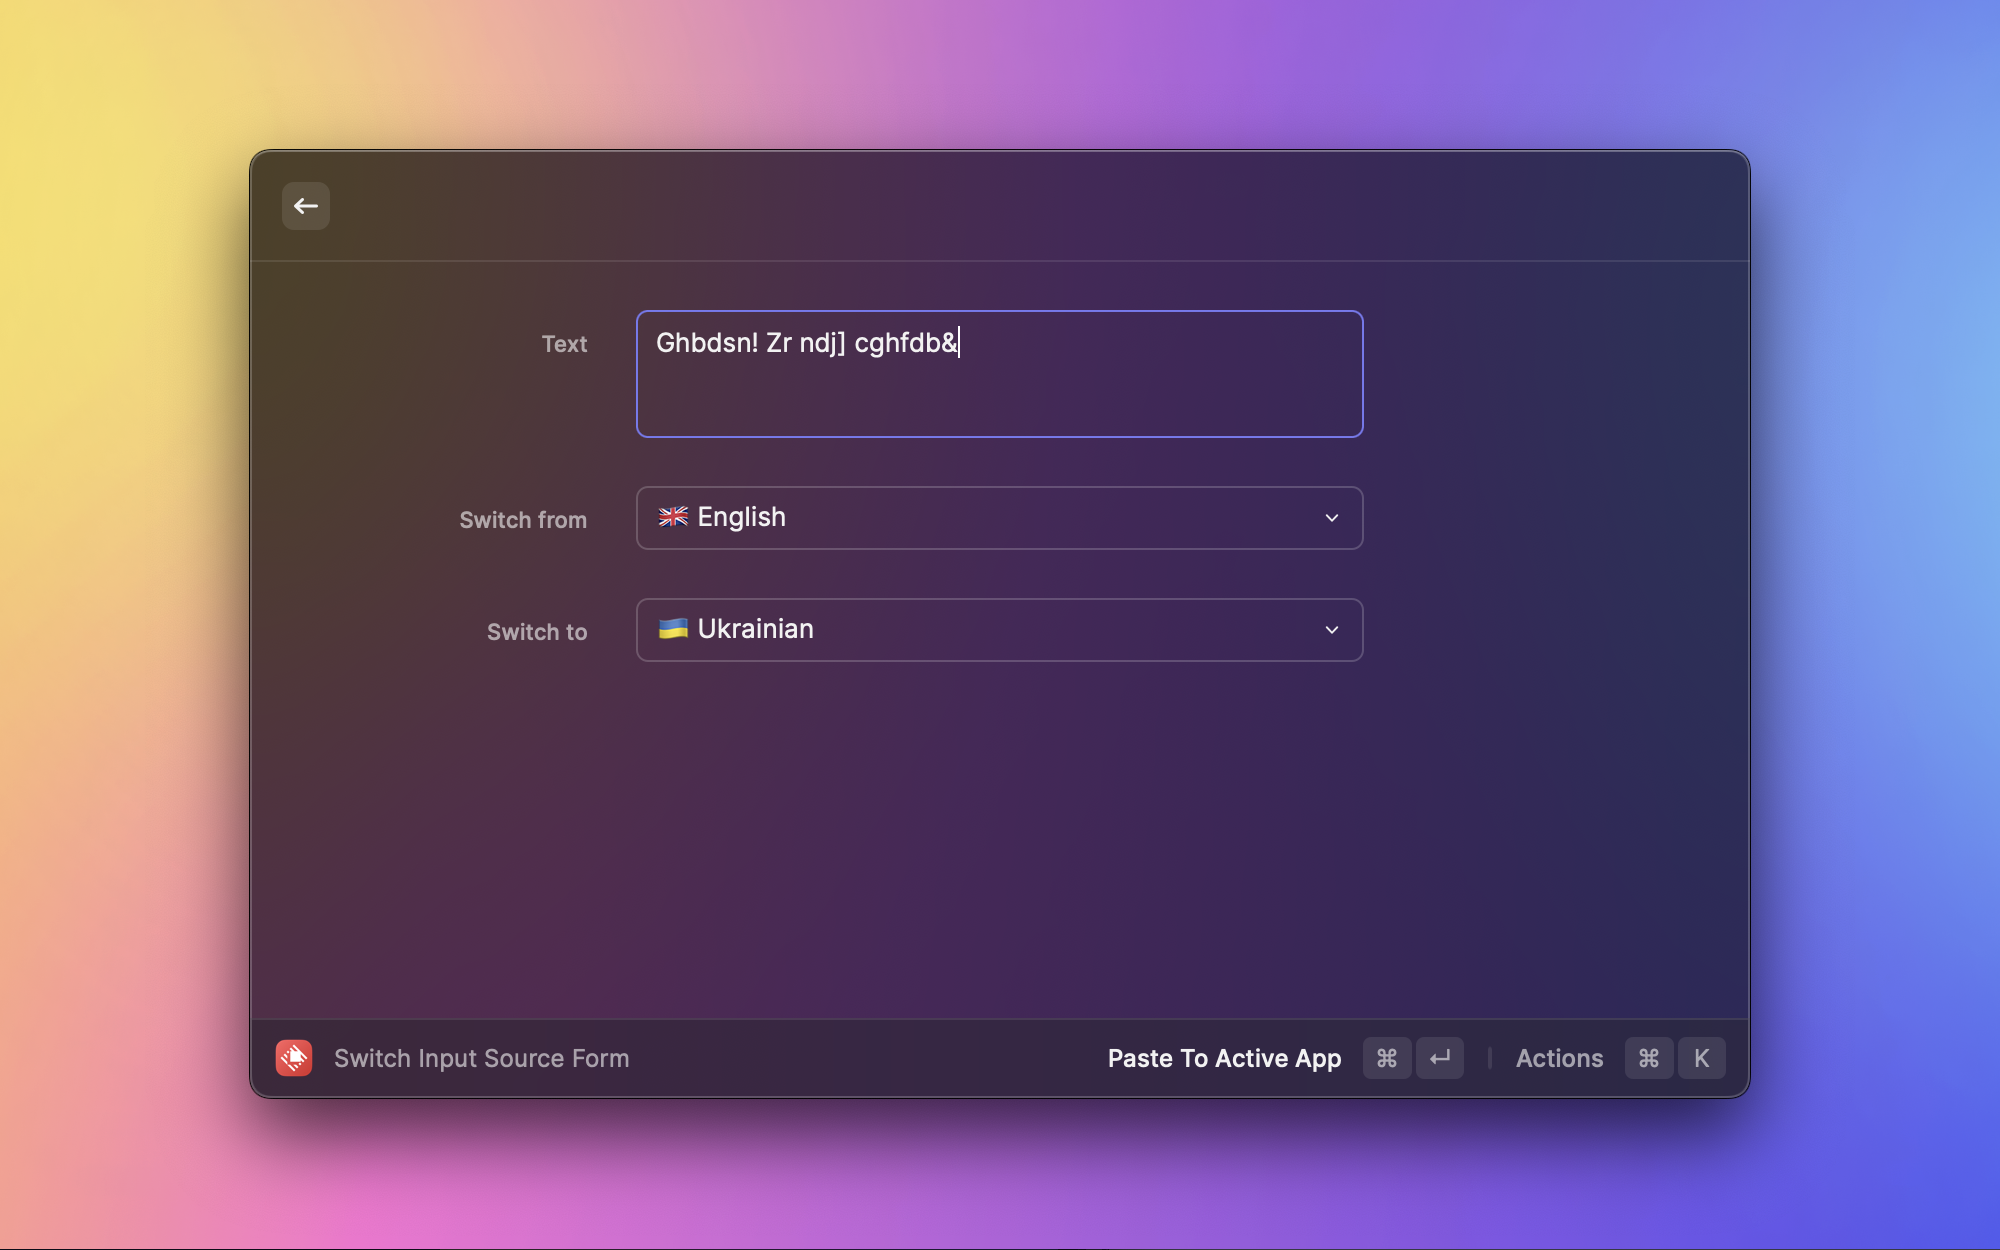 Text
Ghbdsn! Zr ndj] cghfdb&
Switch from
🇬🇧 English
Switch to
🇺🇦 Ukrainian
Switch Input Source Form
Paste To Active App ⌘ ↵ | Actions ⌘ K